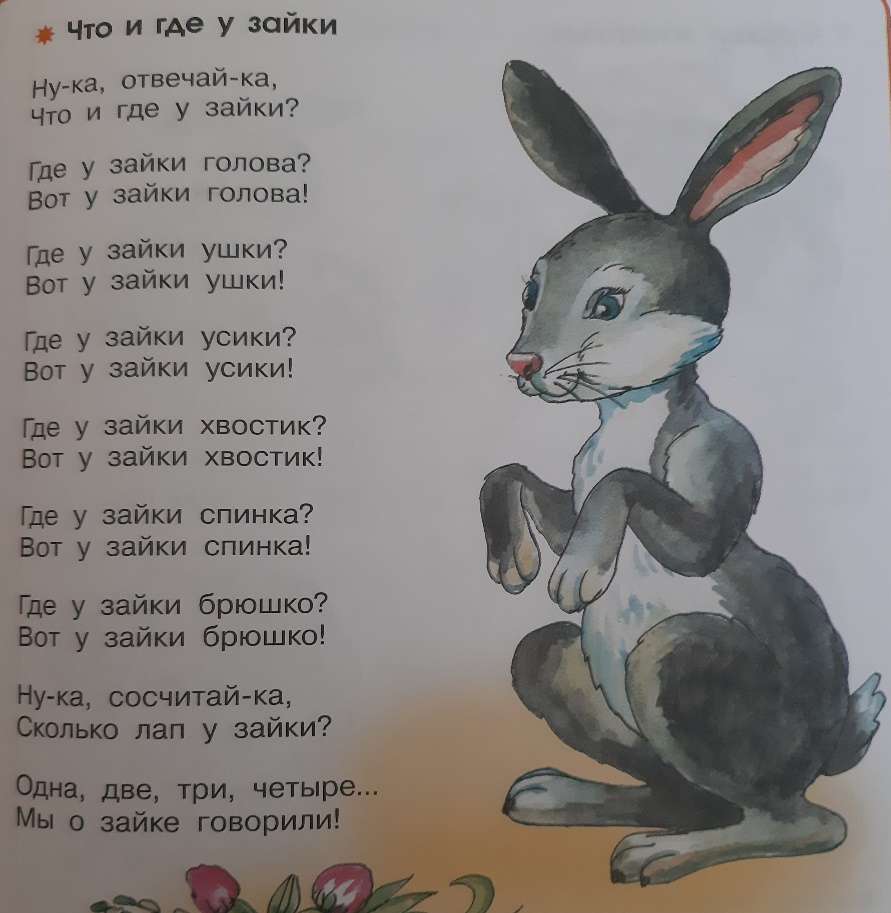 Что и где у зайки
Ну-ка, отвечай-ка,
Что и где у зайки?
Где у зайки голова?
Вот у зайки голова!
Где у зайки ушки?
Вот у зайки ушки!
Где у зайки усики?
Вот у зайки усики!
Где у зайки хвостик?
Вот у зайки хвостик!
Где у зайки спинка?
Вот у зайки спинка!
Где у зайки брюшко?
Вот у зайки брюшко!
Ну-ка, сосчитай-ка,
Сколько лап у зайки?
Одна, две, три, четыре...
Мы о зайке говорили!